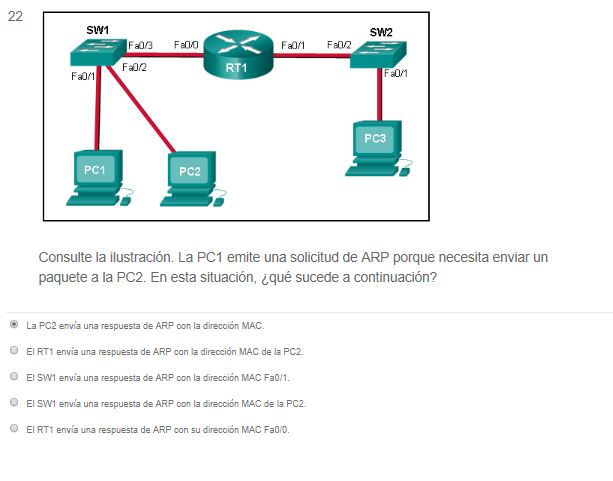 22
SW1
SW2
Fa0/3
Fa0/0
Fa0/1
Fa0/2
Fa0/2
Fa0/1
RT1
Fa0/1
PC1
PC2
PC3
Consulte la ilustración. La PC1 emite una solicitud de ARP porque necesita enviar un
paquete a la PC2. En esta situación, ¿qué sucede a continuación?
La PC2 envía una respuesta de ARP con la dirección MAC.
El RT1 envía una respuesta de ARP con la dirección MAC de la PC2.
El SW1 envía una respuesta de ARP con la dirección MAC Fa0/1.
El SW1 envía una respuesta de ARP con la dirección MAC de la PC2.
El RT1 envía una respuesta de ARP con su dirección MAC Fa0/0.